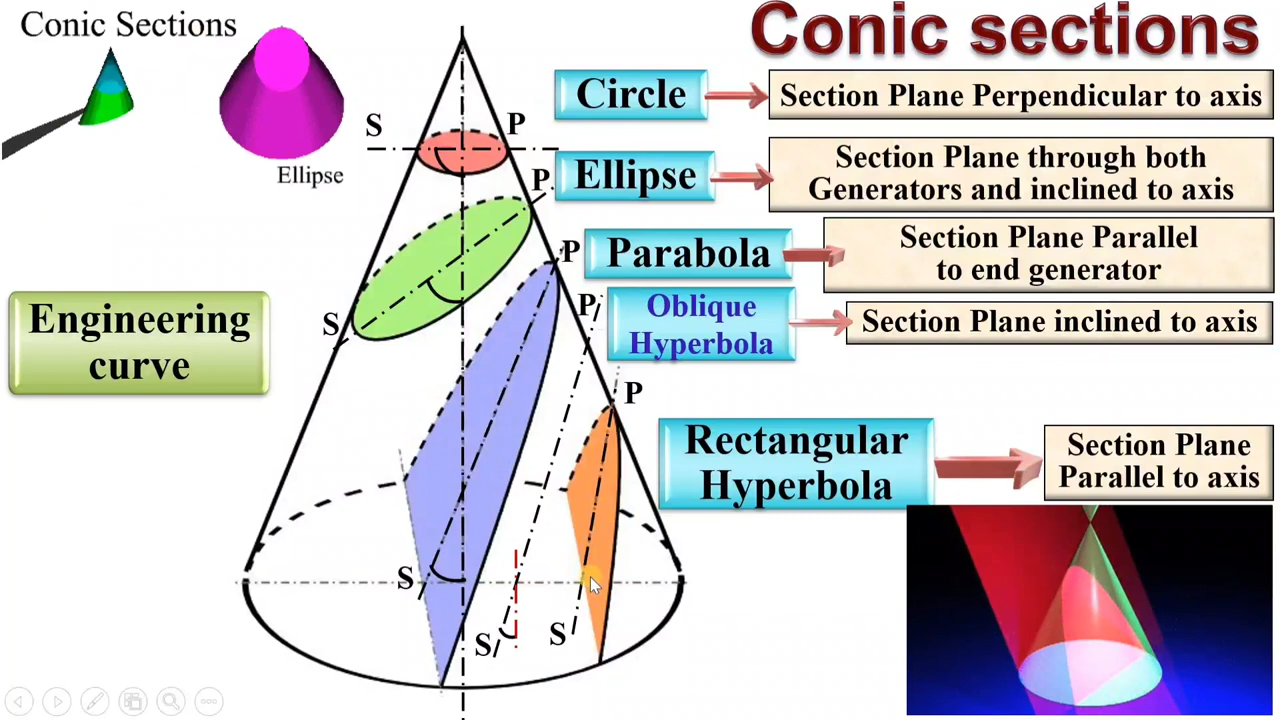 Conic Sections
Ellipse
Conic sections
Circle
Section Plane Perpendicular to axis
Ellipse
Section Plane through both
Generators and inclined to axis
Parabola
Section Plane Parallel
to end generator
Oblique
Hyperbola
Section Plane inclined to axis
Rectangular
Hyperbola
Section Plane
Parallel to axis
Engineering
curve
S
P
P
S
P
S
P
S
P
S